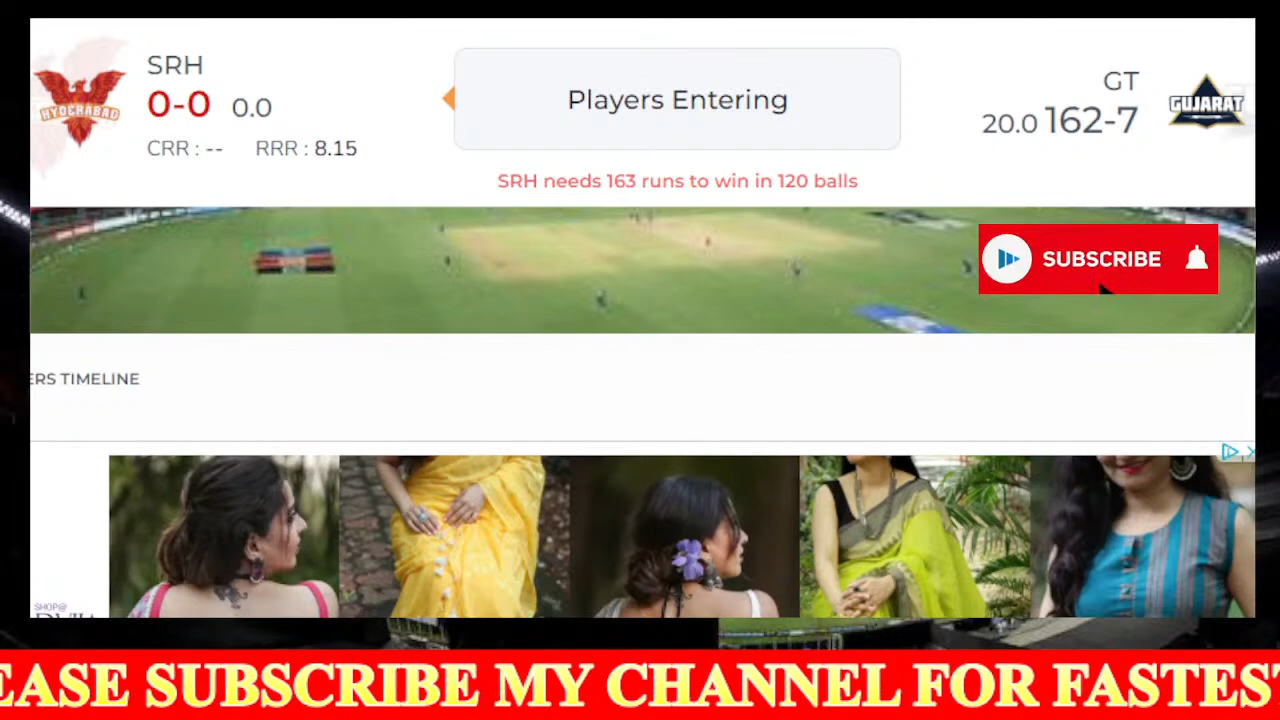 SRH
0-0 0.0
CRR : -- RRR : 8.15
HYDERABAD
Players Entering
SRH needs 163 runs to win in 120 balls
GT
20.0 162-7
GUJARAT
SUBSCRIBE
ERS TIMELINE
SHOP@
EASE SUBSCRIBE MY CHANNEL FOR FASTEST